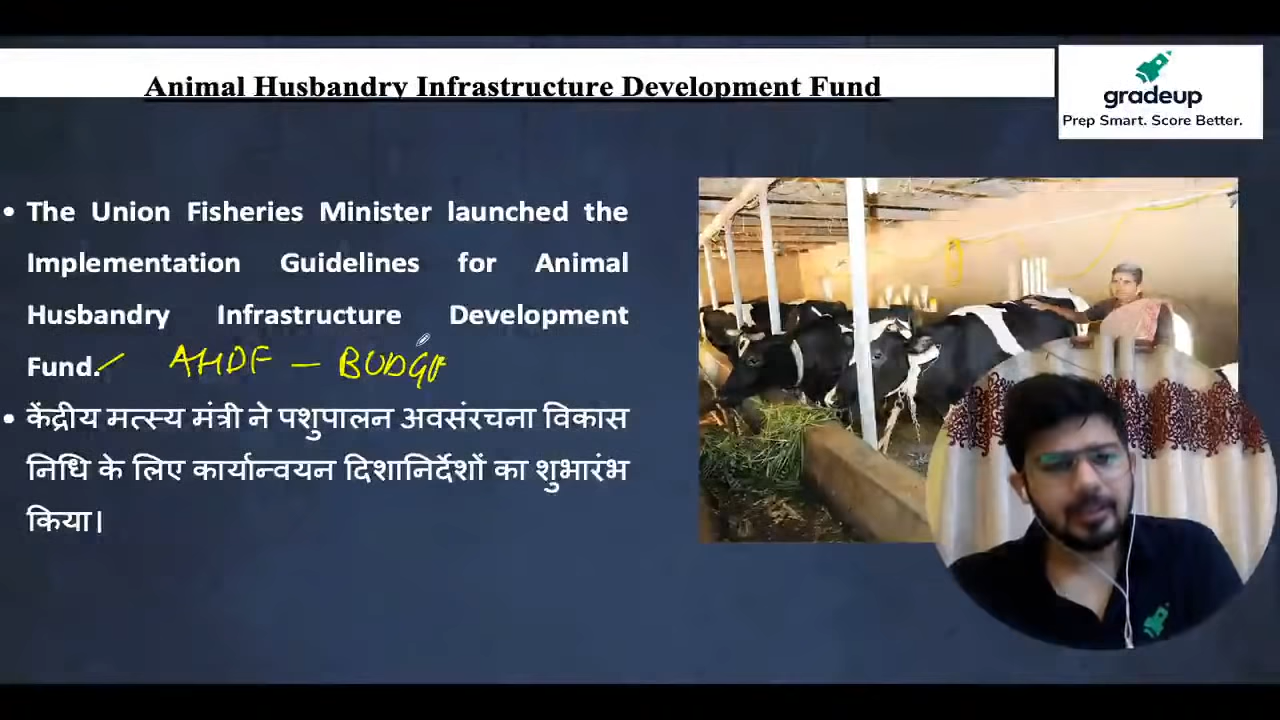 Animal Husbandry Infrastructure Development Fund
gradeup
Prep Smart. Score Better.
• The Union Fisheries Minister launched the
Implementation Guidelines for Animal
Husbandry Infrastructure Development
Fund. AHDF — BUDGE
• केंद्रीय मत्स्य मंत्री ने पशुपालन अवसंरचना विकास
निधि के लिए कार्यान्वयन दिशानिर्देशों का शुभारंभ
किया।